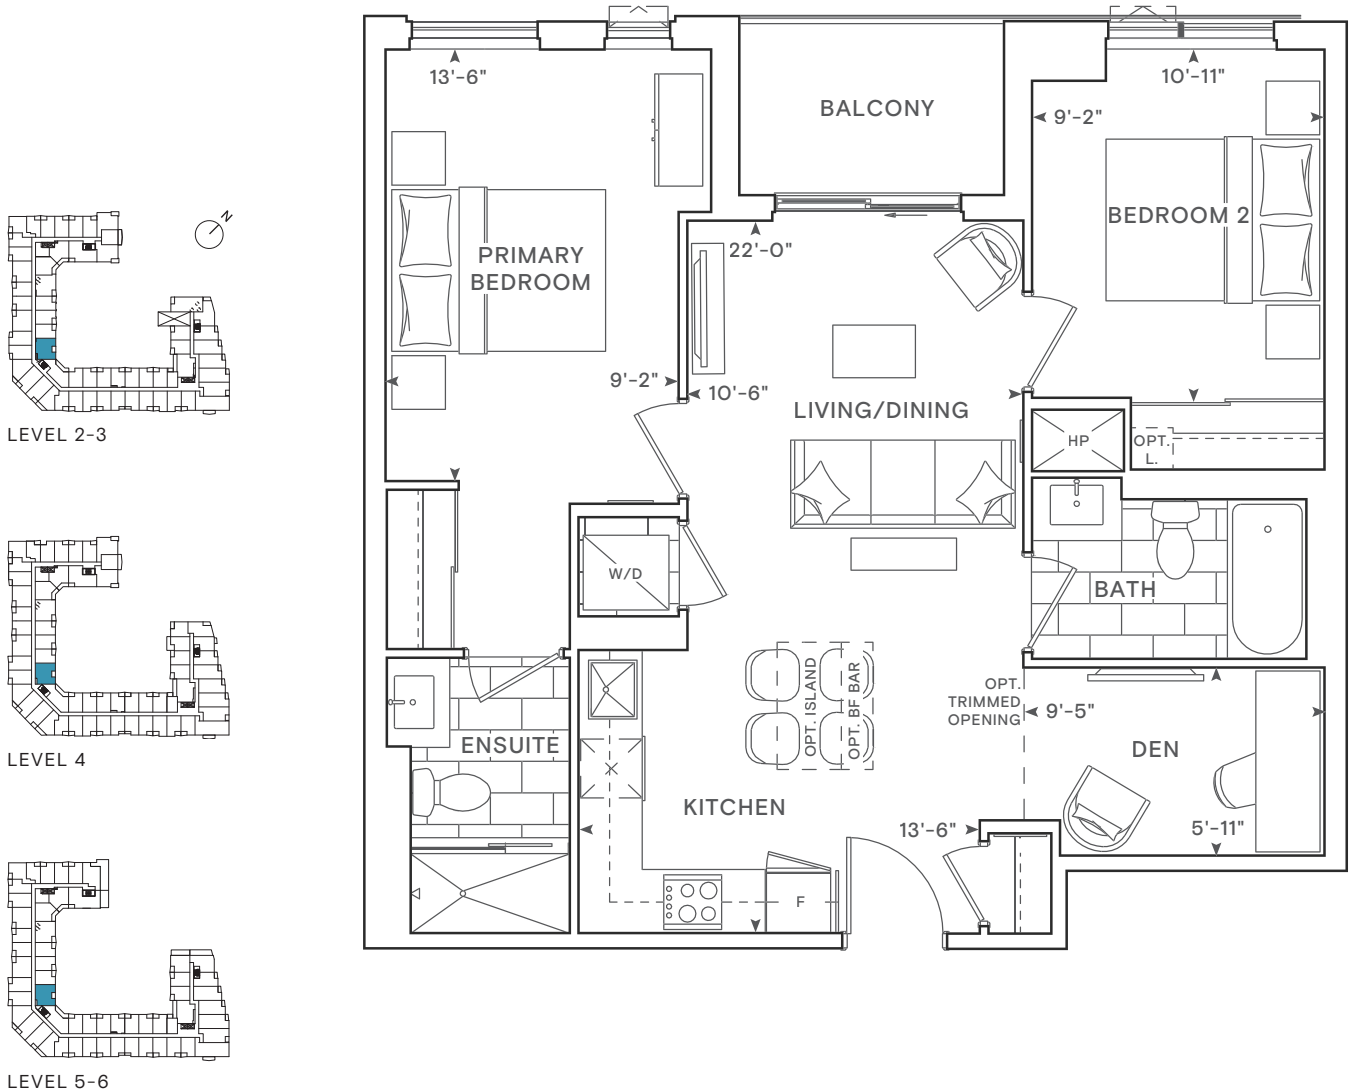 13'-6"
BALCONY
10'-11"
9'-2"
BEDROOM 2
PRIMARY
BEDROOM
22'-0"
9'-2"
10'-6"
LIVING/DINING
HP
OPT.
L.
W/D
BATH
OPT. ISLAND
OPT. BF BAR
OPT.
TRIMMED
OPENING
9'-5"
ENSUITE
DEN
KITCHEN
13'-6"
5'-11"
F
N
LEVEL 2-3
LEVEL 4
LEVEL 5-6